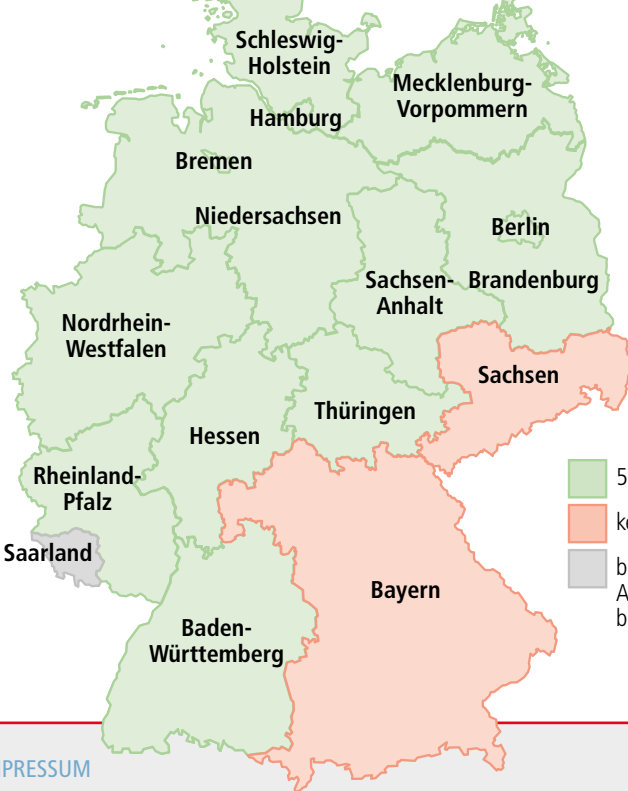 Schleswig-
Holstein
Mecklenburg-
Vorpommern
Hamburg
Bremen
Niedersachsen
Berlin
Sachsen-
Anhalt
Brandenburg
Nordrhein-
Westfalen
Sachsen
Thüringen
Hessen
Rheinland-
Pfalz
Saarland
Bayern
Baden-
Württemberg
5
k
b
A
b
PRESSUM